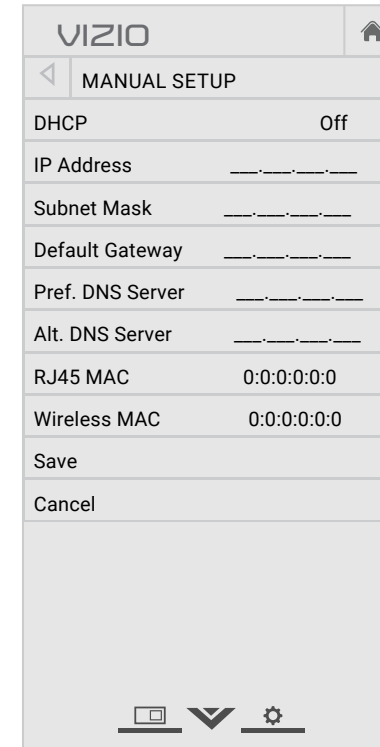 VIZIO
MANUAL SETUP
DHCP Off
IP Address ___.___.___.___
Subnet Mask ___.___.___.___
Default Gateway ___.___.___.___
Pref. DNS Server ___.___.___.___
Alt. DNS Server ___.___.___.___
RJ45 MAC 0:0:0:0:0:0
Wireless MAC 0:0:0:0:0:0
Save
Cancel